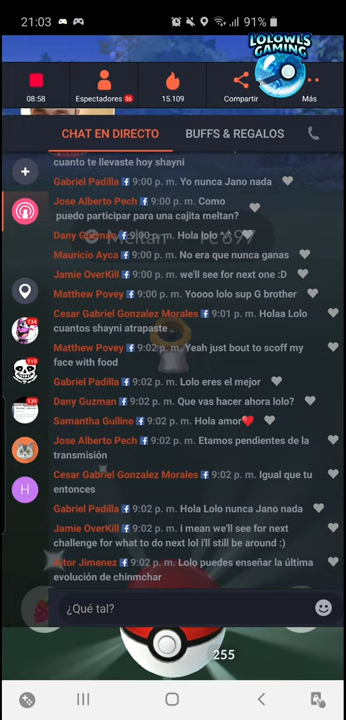 21:03
91%
LOLOWLS
GAMING
08:58
Espectadores 36
15.109
Compartir
Más
CHAT EN DIRECTO
BUFFS & REGALOS
cuanto te llevaste hoy shayni
Gabriel Padilla 9:00 p. m. Yo nunca Jano nada
Jose Alberto Pech 9:00 p. m. Como
puedo participar para una cajita meltan?
Dany Guzman 9:00 p. m. Hola lolo ^^
Meltan
Mauricio Ayca 9:00 p. m. No era que nunca ganas
Jamie OverKill 9:00 p. m. we'll see for next one :D
Matthew Povey 9:00 p. m. Yoooo lolo sup G brother
Cesar Gabriel Gonzalez Morales 9:01 p. m. Holaa Lolo
cuantos shayni atrapaste
134
Matthew Povey 9:02 p. m. Yeah just bout to scoff my
face with food
119
Gabriel Padilla 9:02 p. m. Lolo eres el mejor
Dany Guzman 9:02 p. m. Que vas hacer ahora lolo?
Samantha Gulline 9:02 p. m. Hola amor❤️
Jose Alberto Pech 9:02 p. m. Etamos pendientes de la
transmisión
Cesar Gabriel Gonzalez Morales 9:02 p. m. Igual que tu
entonces
H
Gabriel Padilla 9:02 p. m. Hola Lolo nunca Jano nada
Jamie OverKill 9:02 p. m. i mean we'll see for next
challenge for what to do next lol i'll still be around :)
Aitor Jimenez 9:02 p. m. Lolo puedes enseñar la última
evolución de chinmchar
¿Qué tal?
255